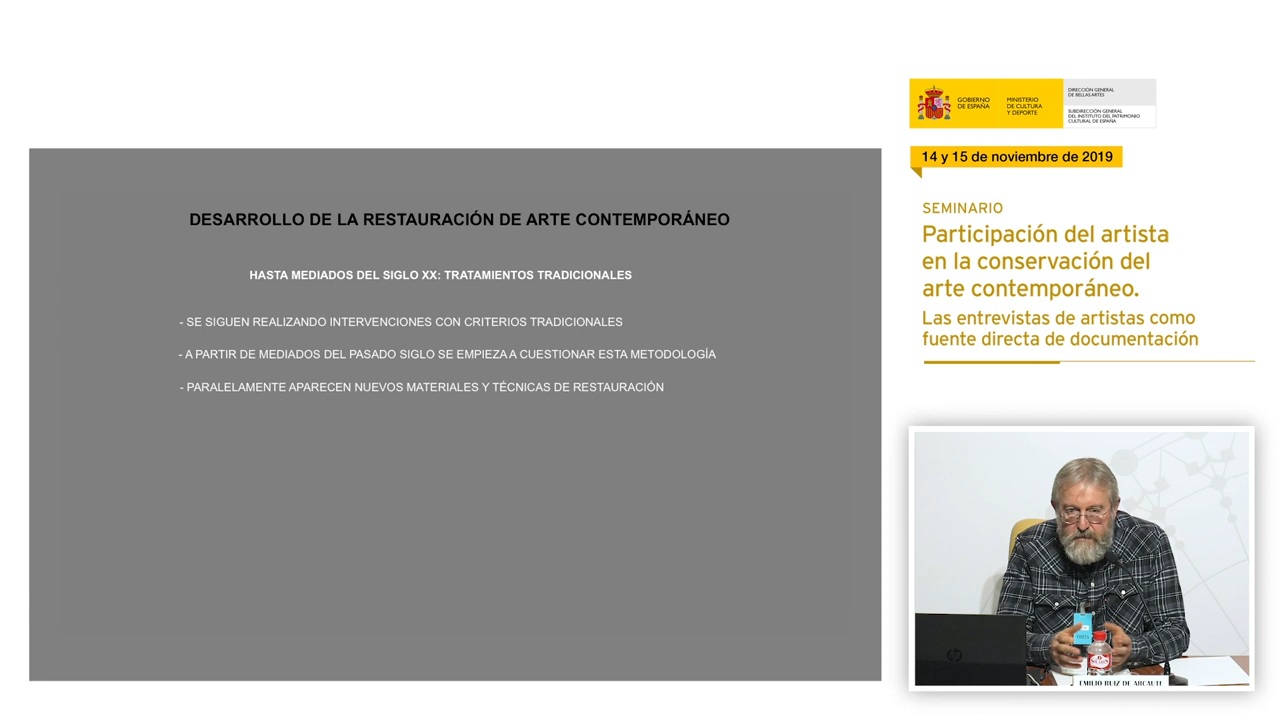 DESARROLLO DE LA RESTAURACIÓN DE ARTE CONTEMPORÁNEO
HASTA MEDIADOS DEL SIGLO XX: TRATAMIENTOS TRADICIONALES
- SE SIGUEN REALIZANDO INTERVENCIONES CON CRITERIOS TRADICIONALES
- A PARTIR DE MEDIADOS DEL PASADO SIGLO SE EMPIEZA A CUESTIONAR ESTA METODOLOGÍA
- PARALELAMENTE APARECEN NUEVOS MATERIALES Y TÉCNICAS DE RESTAURACIÓN
GOBIERNO
DE ESPAÑA
MINISTERIO
DE CULTURA
Y DEPORTE
DIRECCIÓN GENERAL
DE BELLAS ARTES
SUBDIRECCIÓN GENERAL
DEL INSTITUTO DEL PATRIMONIO
CULTURAL DE ESPAÑA
14 y 15 de noviembre de 2019
SEMINARIO
Participación del artista
en la conservación del
arte contemporáneo.
Las entrevistas de artistas como
fuente directa de documentación
hp
EMILIO RUIZ DE ARCAUTE